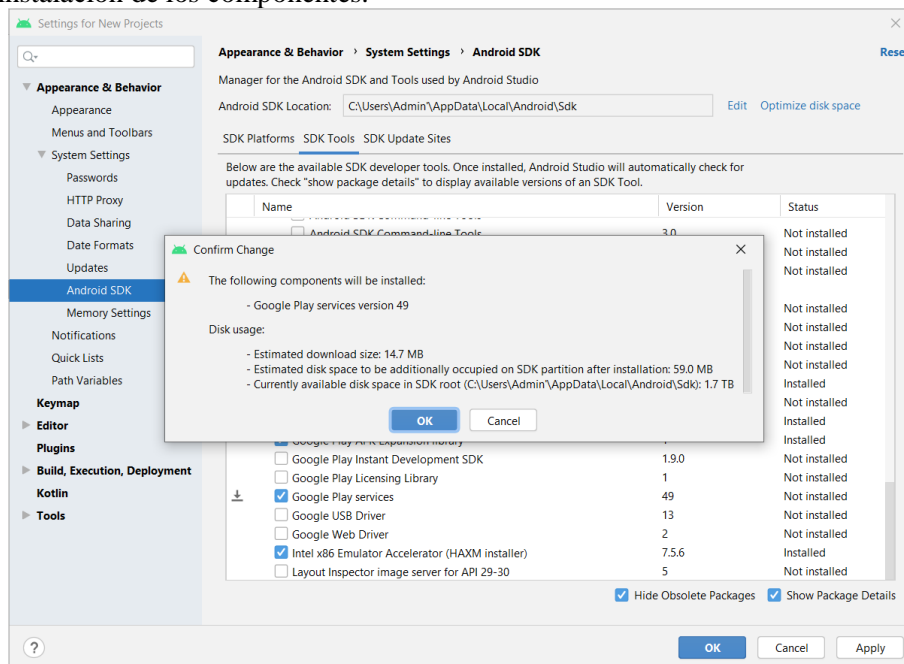 instalación de los componentes.
Settings for New Projects
Appearance & Behavior
Appearance
Menus and Toolbars
System Settings
Passwords
HTTP Proxy
Data Sharing
Date Formats
Updates
Android SDK
Memory Settings
Notifications
Quick Lists
Path Variables
Keymap
Editor
Plugins
Build, Execution, Deployment
Kotlin
Tools
Appearance & Behavior › System Settings › Android SDK
Rese
Manager for the Android SDK and Tools used by Android Studio
Android SDK Location: C:\Users\Admin'\AppData\Local\Android\Sdk Edit Optimize disk space
SDK Platforms SDK Tools SDK Update Sites
Below are the available SDK developer tools. Once installed, Android Studio will automatically check for
updates. Check "show package details" to display available versions of an SDK Tool.
Name Version Status
Android SDK Command-line Tools 3.0 Not installed
Not installed
Not installed
Not installed
Not installed
Not installed
Not installed
Installed
Not installed
Installed
Confirm Change
The following components will be installed:
- Google Play services version 49
Disk usage:
- Estimated download size: 14.7 MB
- Estimated disk space to be additionally occupied on SDK partition after installation: 59.0 MB
- Currently available disk space in SDK root (C:\Users\Admin'\AppData\Local\Android\Sdk): 1.7 TB
OK Cancel
Google Play APK Expansion library 1 Installed
Google Play Instant Development SDK 1.9.0 Not installed
Google Play Licensing Library 1 Not installed
Google Play services 49 Not installed
Google USB Driver 13 Not installed
Google Web Driver 2 Not installed
Intel x86 Emulator Accelerator (HAXM installer) 7.5.6 Installed
Layout Inspector image server for API 29-30 5 Not installed
Hide Obsolete Packages Show Package Details
? OK Cancel Apply